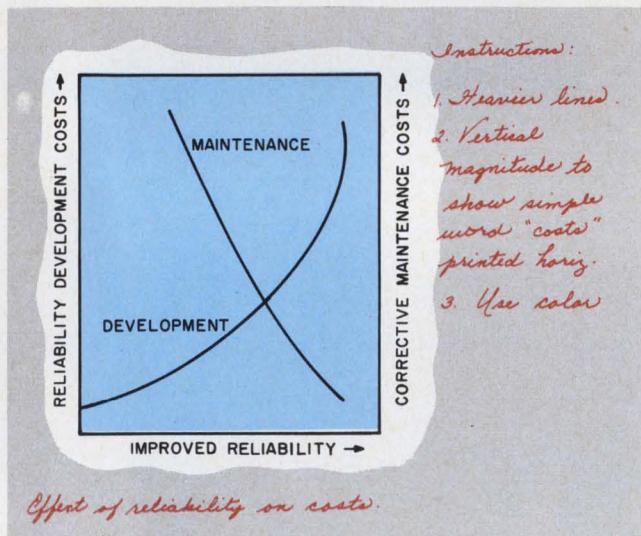 RELIABILITY DEVELOPMENT COSTS →
MAINTENANCE
DEVELOPMENT
CORRECTIVE MAINTENANCE COSTS →
IMPROVED RELIABILITY →
Instructions:
1. Heavier lines.
2. Vertical
magnitude to
show simple
word "costs"
printed horiz.
3. Use color
Effect of reliability on costs.